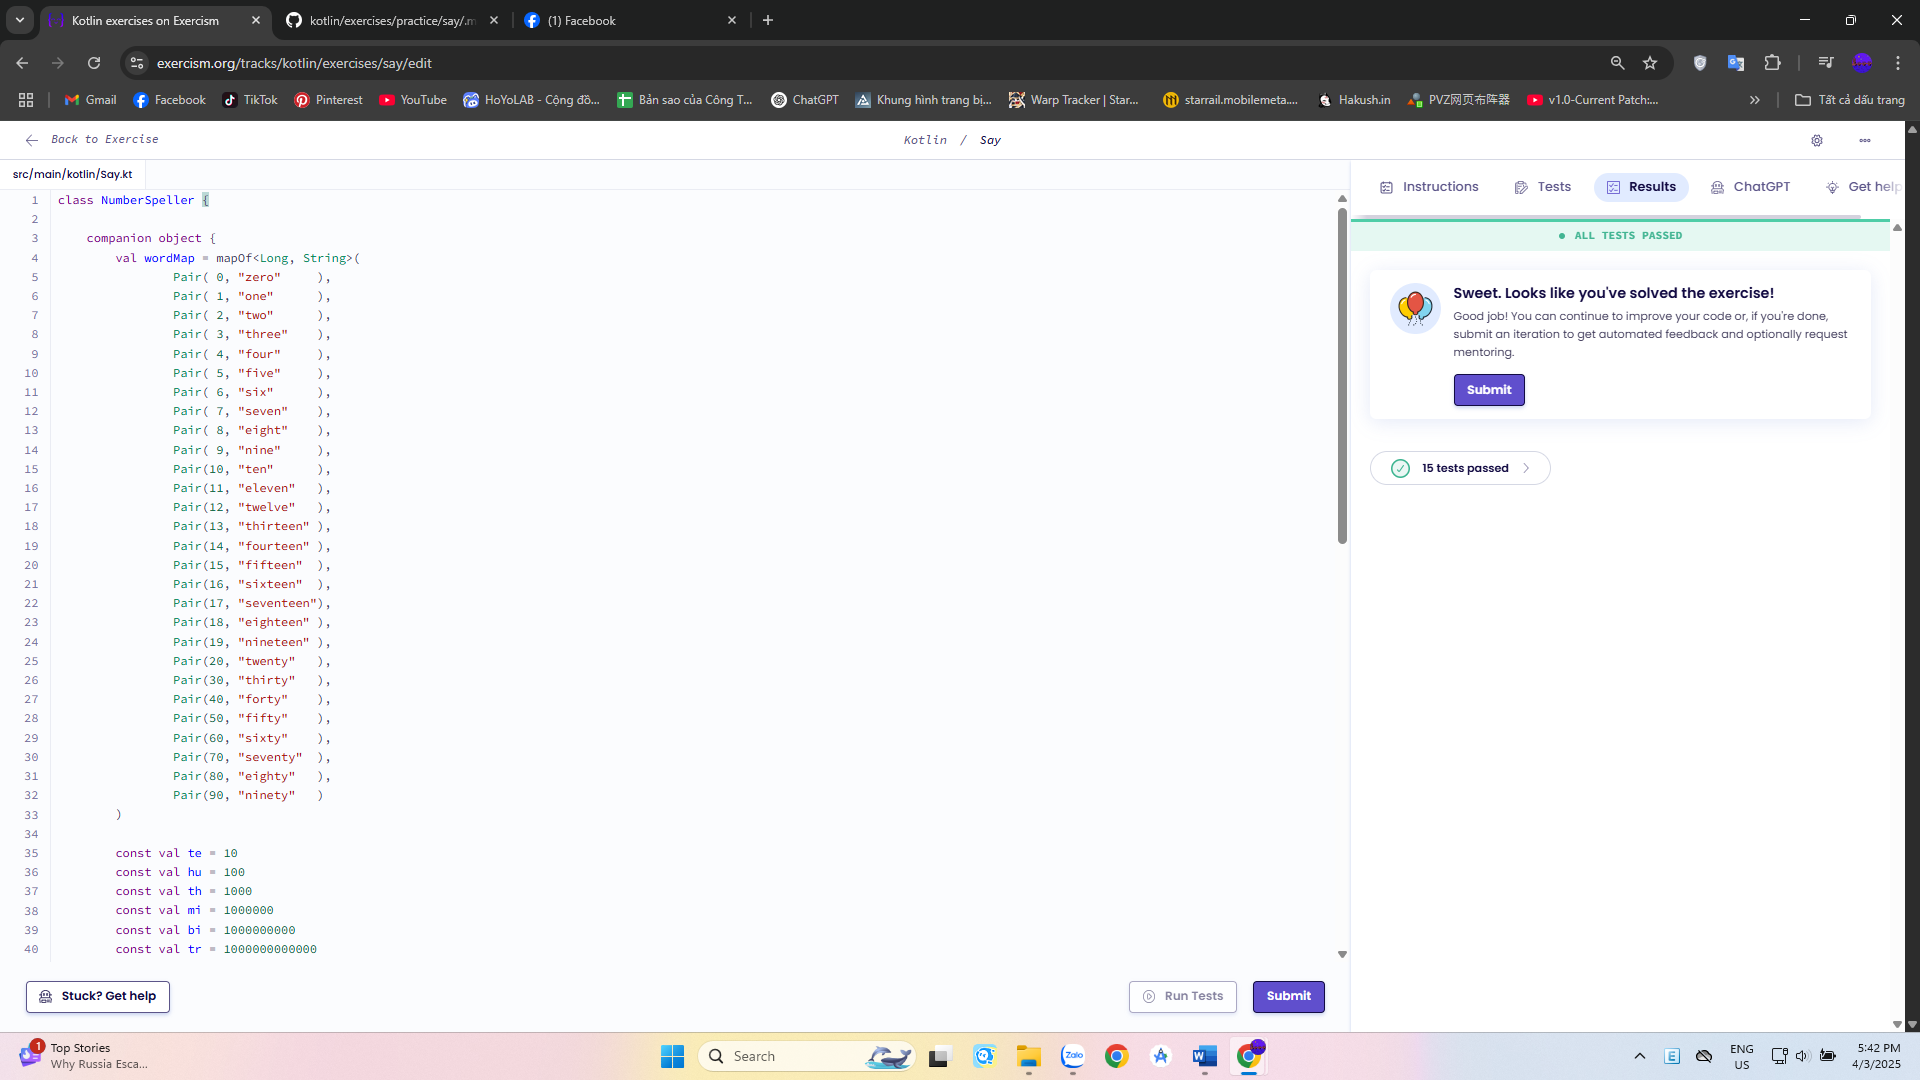 Kotlin exercises on Exercism
kotlin/exercises/practice/say/.m
(1) Facebook
exercism.org/tracks/kotlin/exercises/say/edit
Gmail
Facebook
TikTok
Pinterest
YouTube
HoYoLAB - Cộng đồ...
Bản sao của Công T...
ChatGPT
Khung hình trang bị...
Warp Tracker | Star...
starrail.mobilemeta....
Hakush.in
PVZ网页布阵器
v1.0-Current Patch:...
Tất cả dấu trang
Back to Exercise
Kotlin / Say
src/main/kotlin/Say.kt
Instructions
Tests
Results
ChatGPT
Get help
1 class NumberSpeller {
2
3 companion object {
4 val wordMap = mapOf<Long, String>(
5 Pair( 0, "zero" ),
6 Pair( 1, "one" ),
7 Pair( 2, "two" ),
8 Pair( 3, "three" ),
9 Pair( 4, "four" ),
10 Pair( 5, "five" ),
11 Pair( 6, "six" ),
12 Pair( 7, "seven" ),
13 Pair( 8, "eight" ),
14 Pair( 9, "nine" ),
15 Pair(10, "ten" ),
16 Pair(11, "eleven" ),
17 Pair(12, "twelve" ),
18 Pair(13, "thirteen" ),
19 Pair(14, "fourteen" ),
20 Pair(15, "fifteen" ),
21 Pair(16, "sixteen" ),
22 Pair(17, "seventeen"),
23 Pair(18, "eighteen" ),
24 Pair(19, "nineteen" ),
25 Pair(20, "twenty" ),
26 Pair(30, "thirty" ),
27 Pair(40, "forty" ),
28 Pair(50, "fifty" ),
29 Pair(60, "sixty" ),
30 Pair(70, "seventy" ),
31 Pair(80, "eighty" ),
32 Pair(90, "ninety" )
33 )
34
35 const val te = 10
36 const val hu = 100
37 const val th = 1000
38 const val mi = 1000000
39 const val bi = 1000000000
40 const val tr = 1000000000000
ALL TESTS PASSED
Sweet. Looks like you've solved the exercise!
Good job! You can continue to improve your code or, if you're done,
submit an iteration to get automated feedback and optionally request
mentoring.
Submit
15 tests passed
Stuck? Get help
Run Tests
Submit
1
Top Stories
Why Russia Esca...
Search
Zalo
ENG
US
5:42 PM
4/3/2025